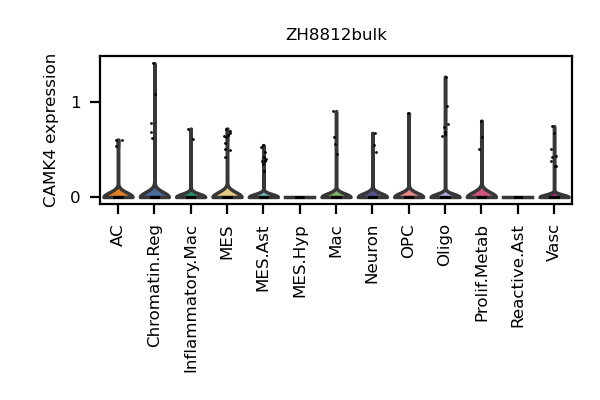 ZH8812bulk
CAMK4 expression
1
0
AC
Chromatin.Reg
Inflammatory.Mac
MES
MES.Ast
MES.Hyp
Mac
Neuron
OPC
Oligo
Prolif.Metab
Reactive.Ast
Vasc